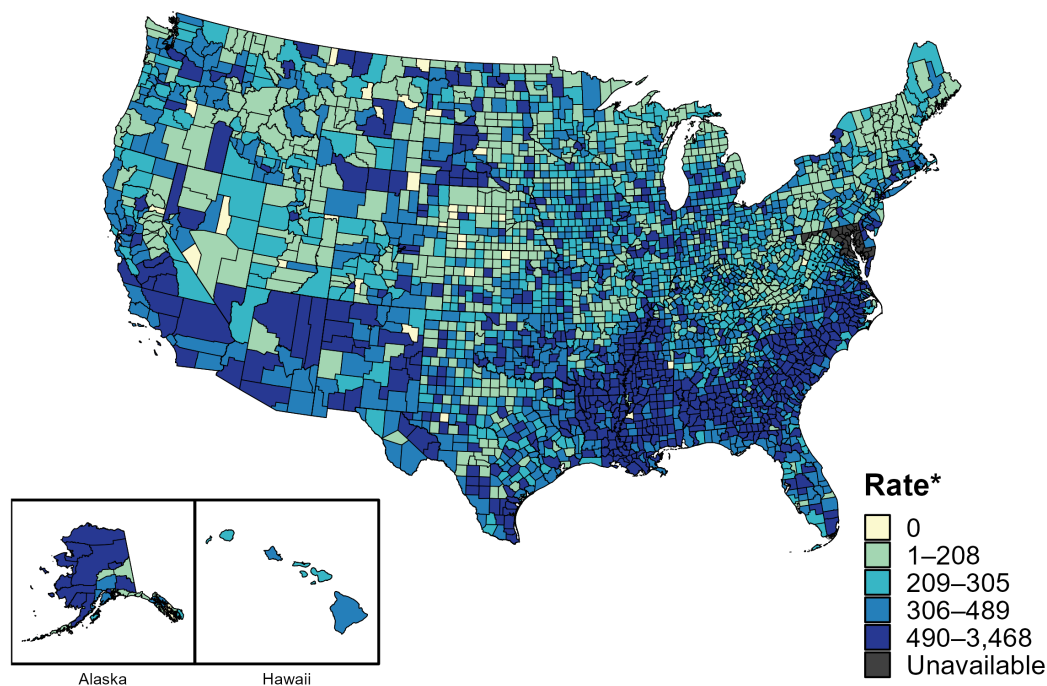 Rate*
0
1–208
209–305
306–489
490–3,468
Unavailable
Alaska
Hawaii